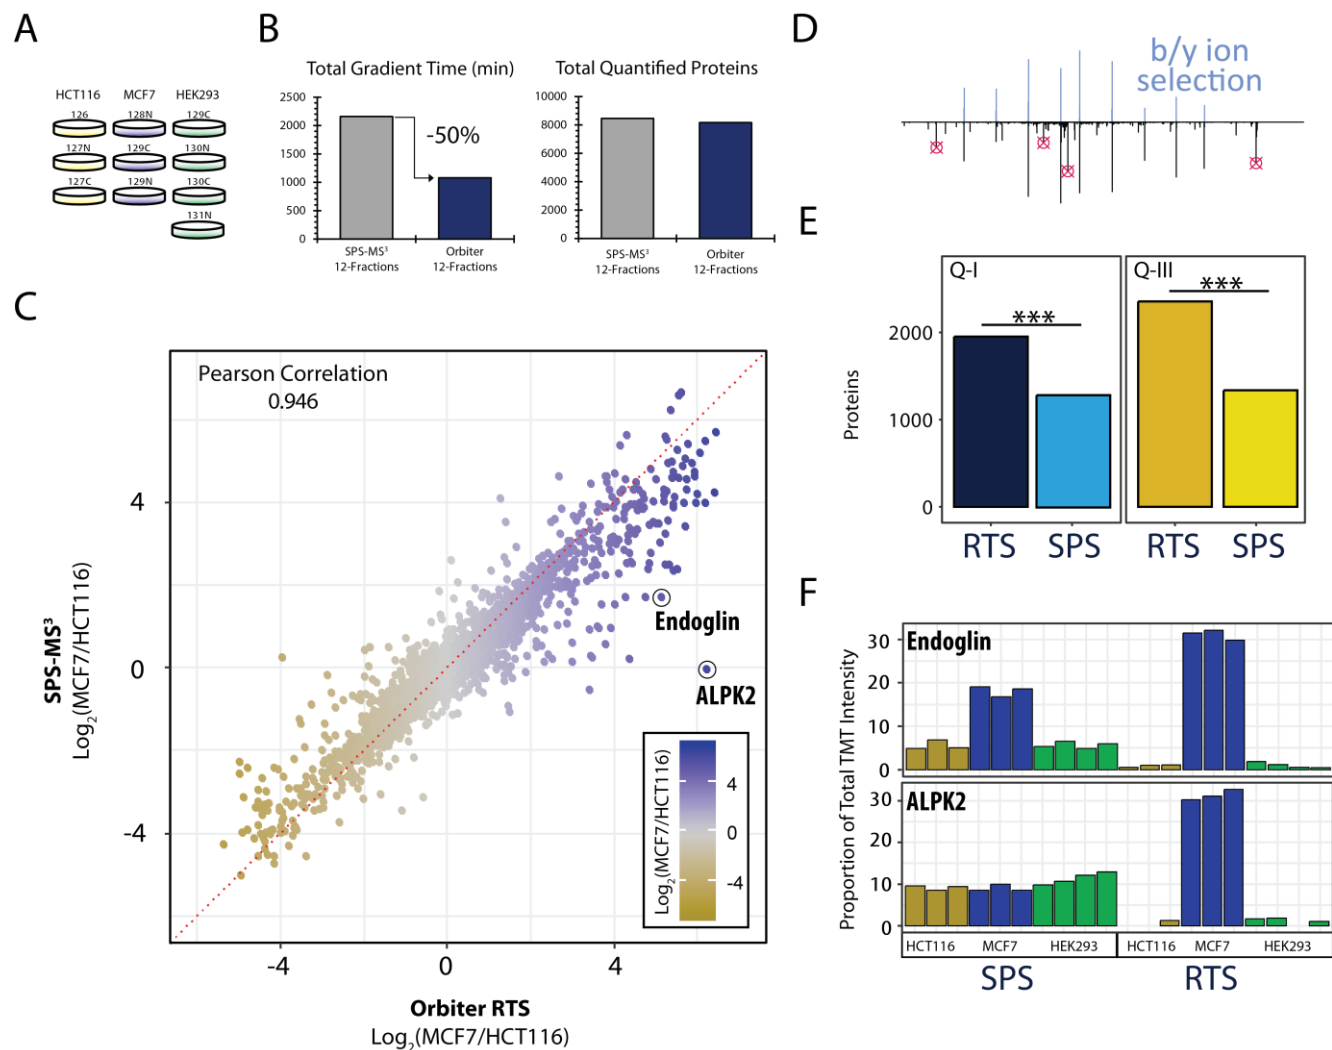 A
HCT116 MCF7 HEK293
126 128N 129C
127N 129C 130N
127C 129N 130C
131N
B
Total Gradient Time (min)
2500
2000
1500
1000
500
0
-50%
SPS-MS³ Orbiter
12-Fractions 12-Fractions
Total Quantified Proteins
10000
8000
6000
4000
2000
0
SPS-MS³ Orbiter
12-Fractions 12-Fractions
C
Pearson Correlation
0.946
SPS-MS³
Log₂(MCF7/HCT116)
4
0
-4
Endoglin
ALPK2
Log₂(MCF7/HCT116)
4
0
-4
-4 0 4
Orbiter RTS
Log₂(MCF7/HCT116)
D
b/y ion
selection
E
Proteins
2000
1000
0
Q-I
***
RTS SPS
Q-III
***
RTS SPS
F
Proportion of Total TMT Intensity
Endoglin
30
20
10
0
ALPK2
30
20
10
0
HCT116 MCF7 HEK293 HCT116 MCF7 HEK293
SPS RTS